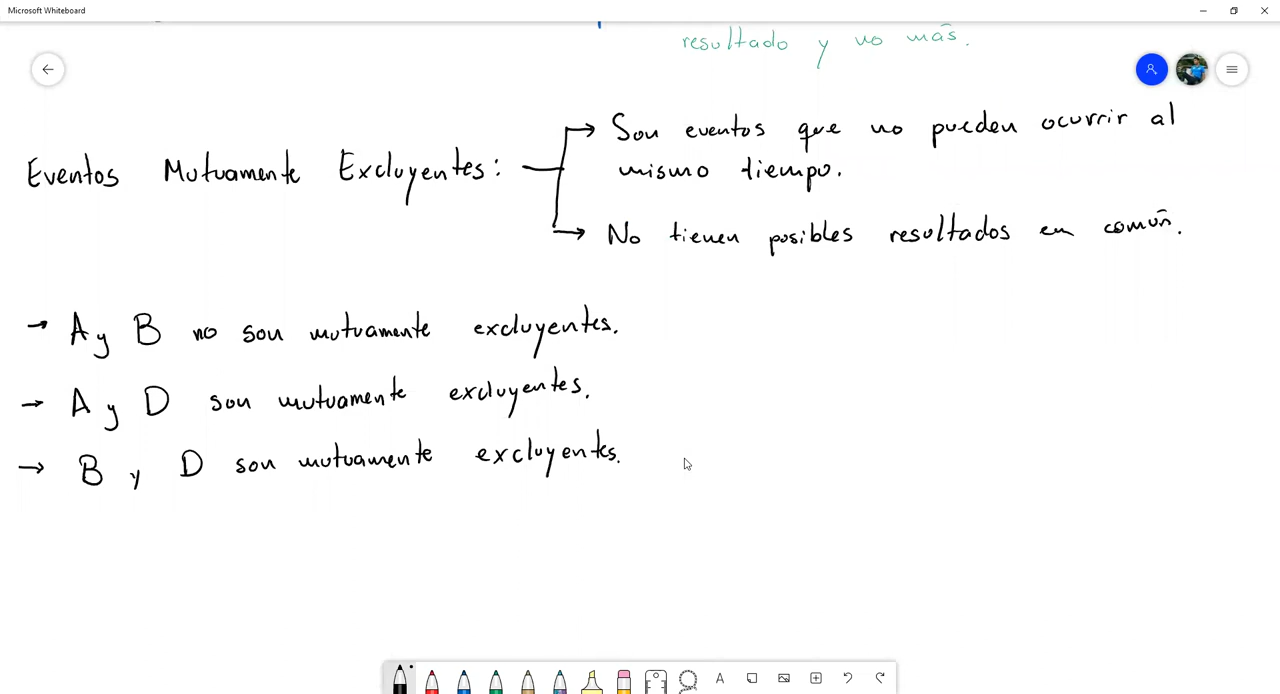 Microsoft Whiteboard
resultado y no más.
Eventos Mutuamente Excluyentes:
Son eventos que no pueden ocurrir al
mismo tiempo.
No tienen posibles resultados en común.
→ A y B no son mutuamente excluyentes.
→ A y D son mutuamente excluyentes.
→ B y D son mutuamente excluyentes.